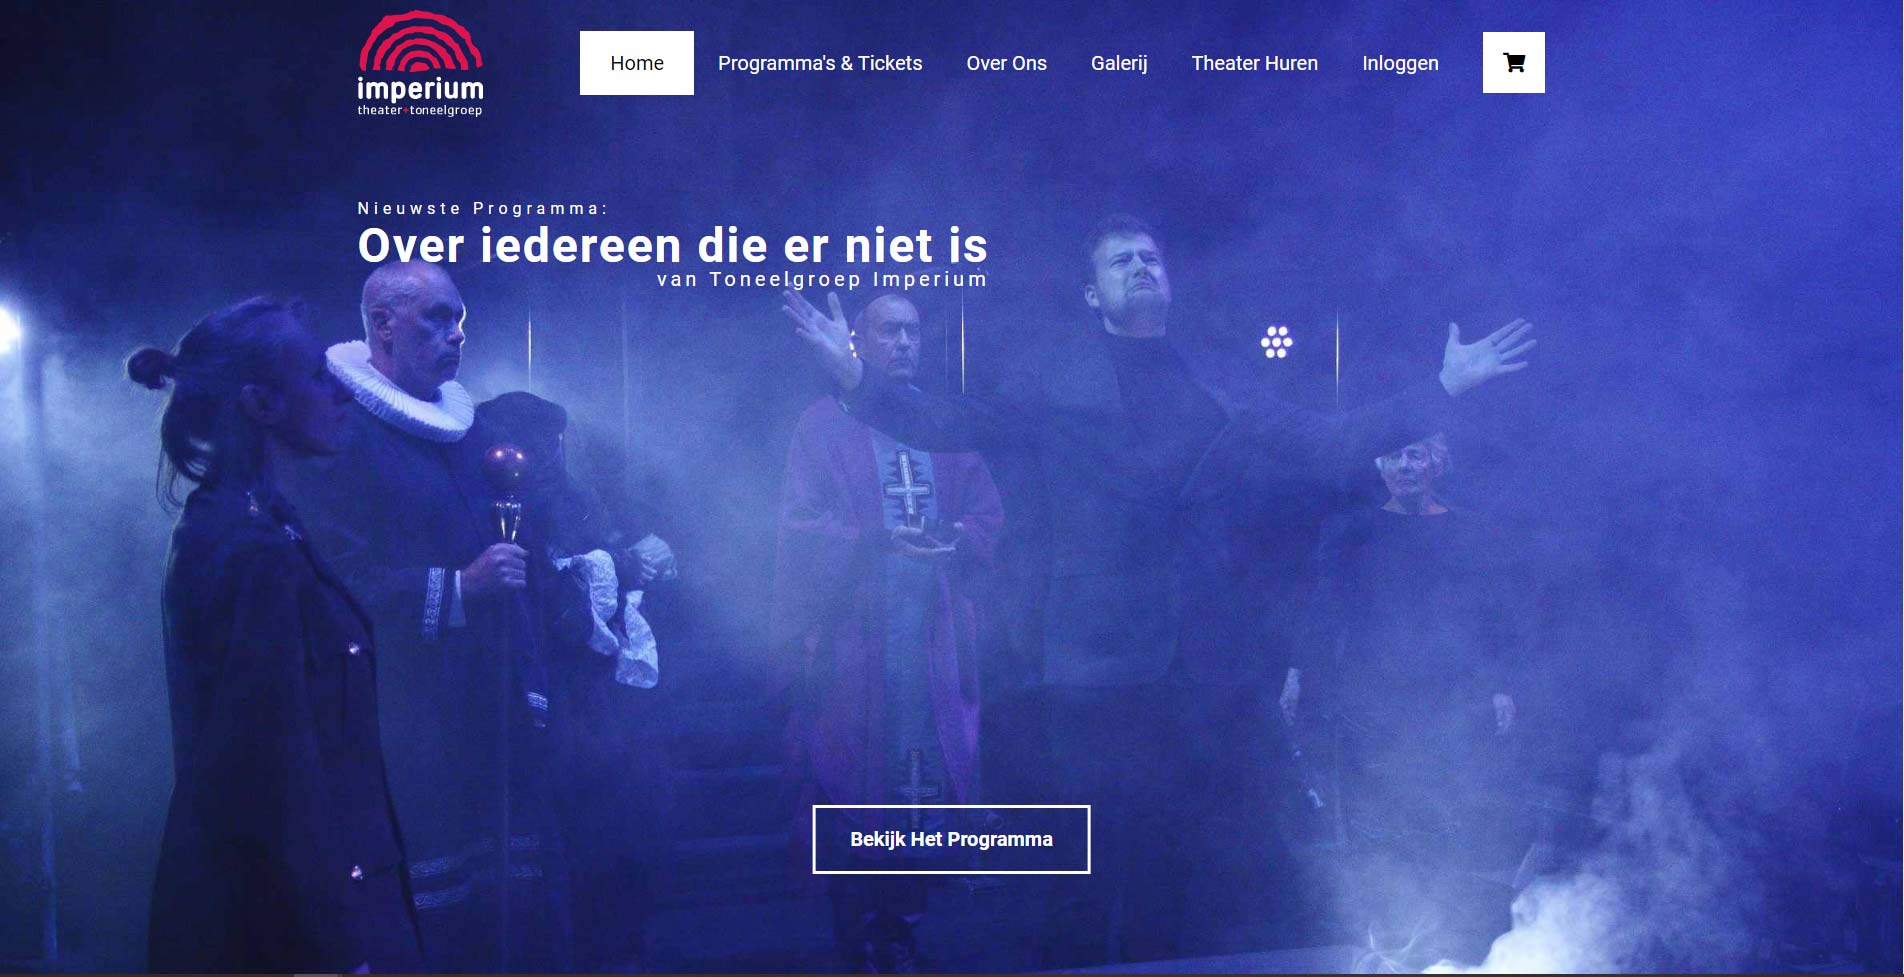 imperium
theater+toneelgroep
Home
Programma's & Tickets
Over Ons
Galerij
Theater Huren
Inloggen
Nieuwste Programma:
Over iedereen die er niet is
van Toneelgroep Imperium
Bekijk Het Programma